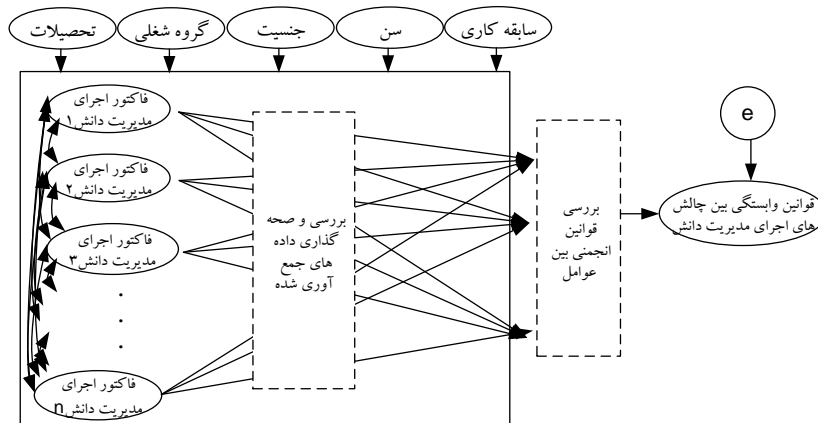 سابقه کاری
سن
جنسیت
گروه شغلی
تحصیلات
فاکتور اجرای
مدیریت دانش۱
فاکتور اجرای
مدیریت دانش۲
فاکتور اجرای
مدیریت دانش۳
.
.
.
فاکتور اجرای
مدیریت دانشn
بررسی و صحه
گذاری داده
های جمع
آوری شده
بررسی
قوانین
انجمنی بین
عوامل
e
قوانین وابستگی بین چالش
های اجرای مدیریت دانش